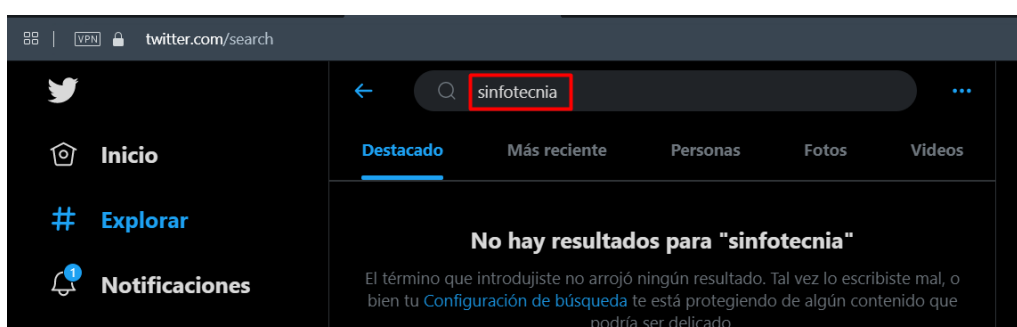 VPN twitter.com/search
sinfotecnia
Destacado Más reciente Personas Fotos Videos
Inicio
Explorar
1
Notificaciones
No hay resultados para "sinfotecnia"
El término que introdujiste no arrojó ningún resultado. Tal vez lo escribiste mal, o
bien tu Configuración de búsqueda te está protegiendo de algún contenido que
podría ser delicado